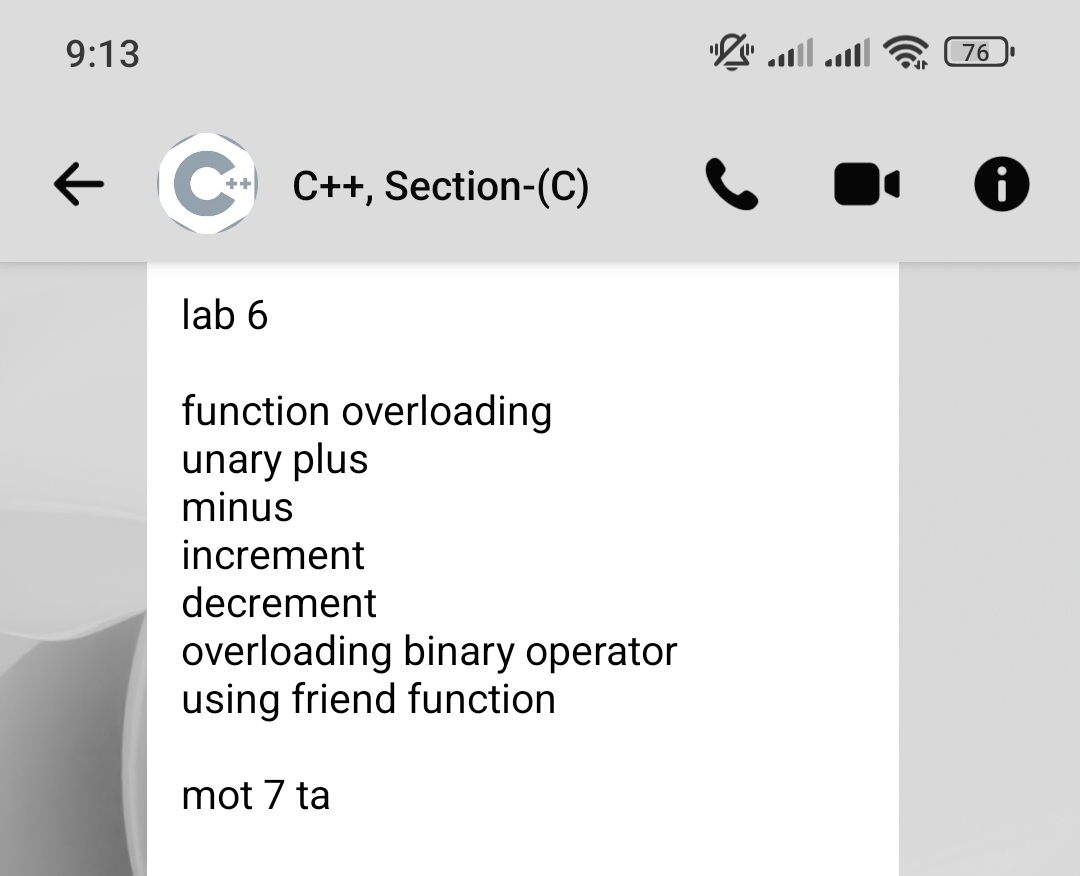 9:13
76
C++, Section-(C)
lab 6
function overloading
unary plus
minus
increment
decrement
overloading binary operator
using friend function
mot 7 ta